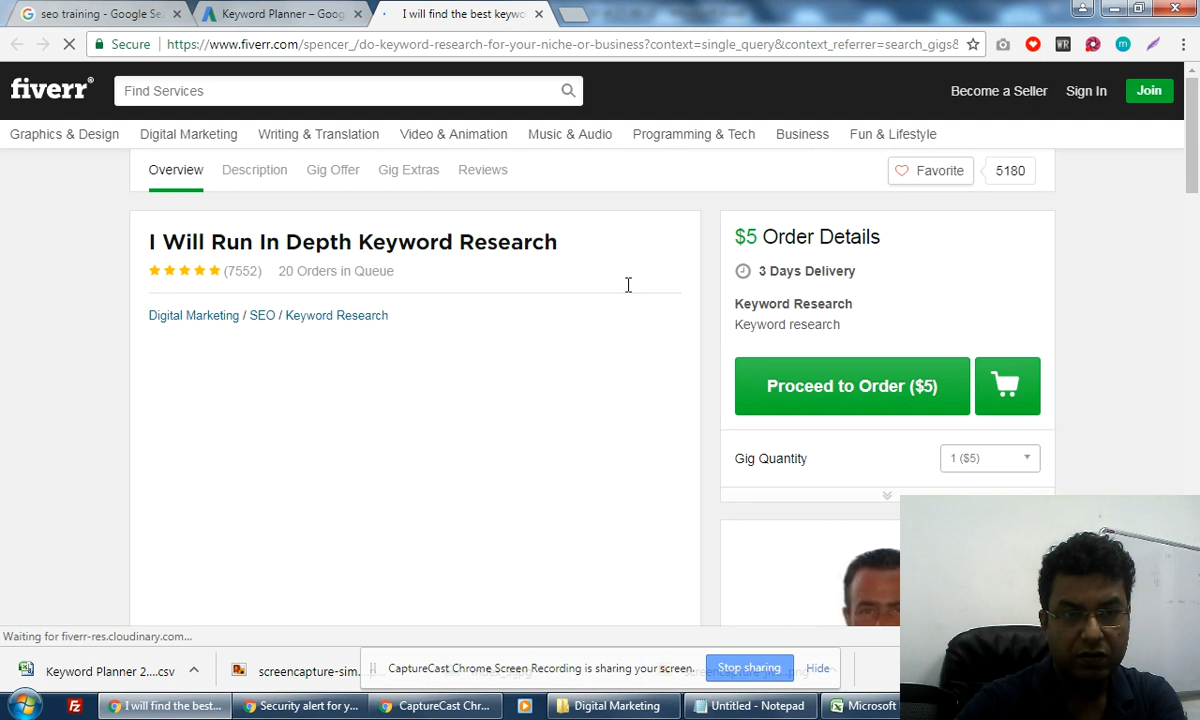 seo training - Google Se
Keyword Planner – Goog
I will find the best keywo
Secure
https://www.fiverr.com/spencer_/do-keyword-research-for-your-niche-or-business?context=single_query&context_referrer=search_gigs&
WR
m
fiverr®
Find Services
Become a Seller
Sign In
Join
Graphics & Design
Digital Marketing
Writing & Translation
Video & Animation
Music & Audio
Programming & Tech
Business
Fun & Lifestyle
Overview
Description
Gig Offer
Gig Extras
Reviews
Favorite
5180
I Will Run In Depth Keyword Research
(7552) 20 Orders in Queue
Digital Marketing / SEO / Keyword Research
$5 Order Details
3 Days Delivery
Keyword Research
Keyword research
Proceed to Order ($5)
Gig Quantity
1 ($5)
Waiting for fiverr-res.cloudinary.com...
Keyword Planner 2....csv
screencapture-sim
CaptureCast Chrome Screen Recording is sharing your screen.
Stop sharing
Hide
I will find the best...
Security alert for y...
CaptureCast Chr...
Digital Marketing
Untitled - Notepad
Microsoft